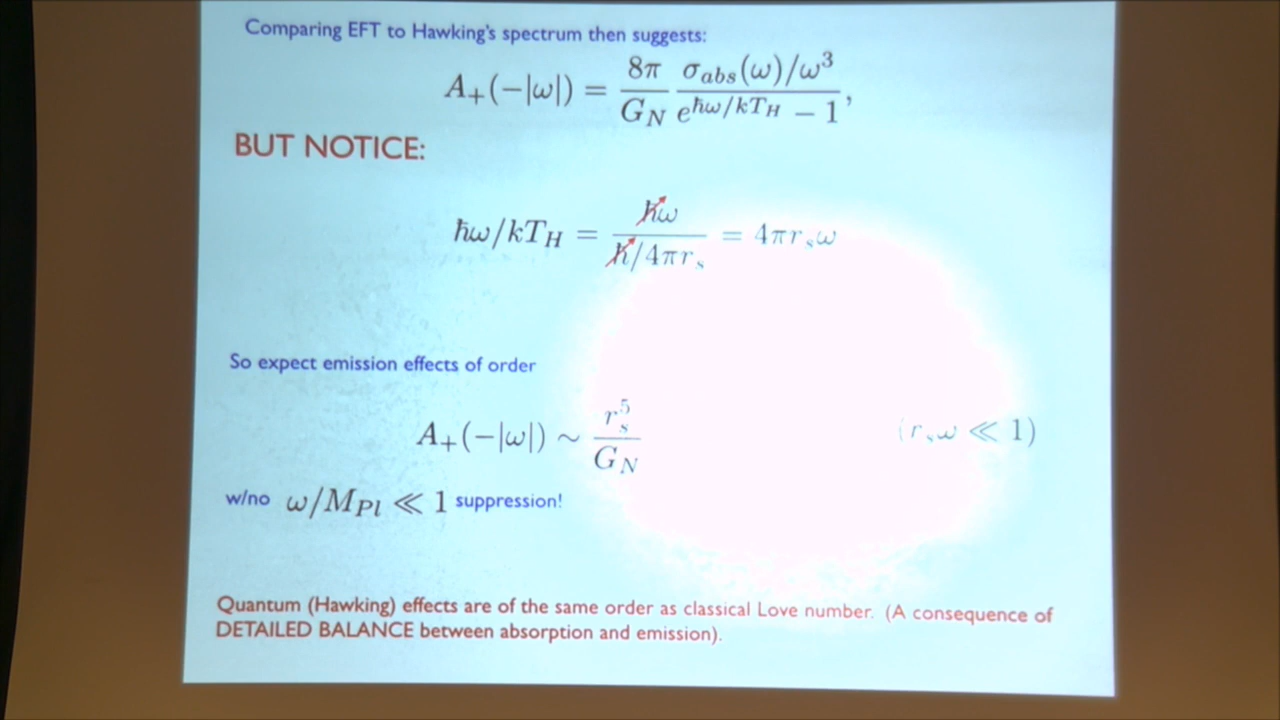 Comparing EFT to Hawking's spectrum then suggests:
A₊(−|ω|) = 8π/G_N σ_abs(ω)/ω³ / (e^{ħω/kT_H} − 1),
BUT NOTICE:
ħω/kT_H = ħω / (ħ/4πr_s) = 4πr_sω
So expect emission effects of order
A₊(−|ω|) ∼ r_s⁵/G_N (r_sω ≪ 1)
w/no ω/M_Pl ≪ 1 suppression!
Quantum (Hawking) effects are of the same order as classical Love number. (A consequence of
DETAILED BALANCE between absorption and emission).